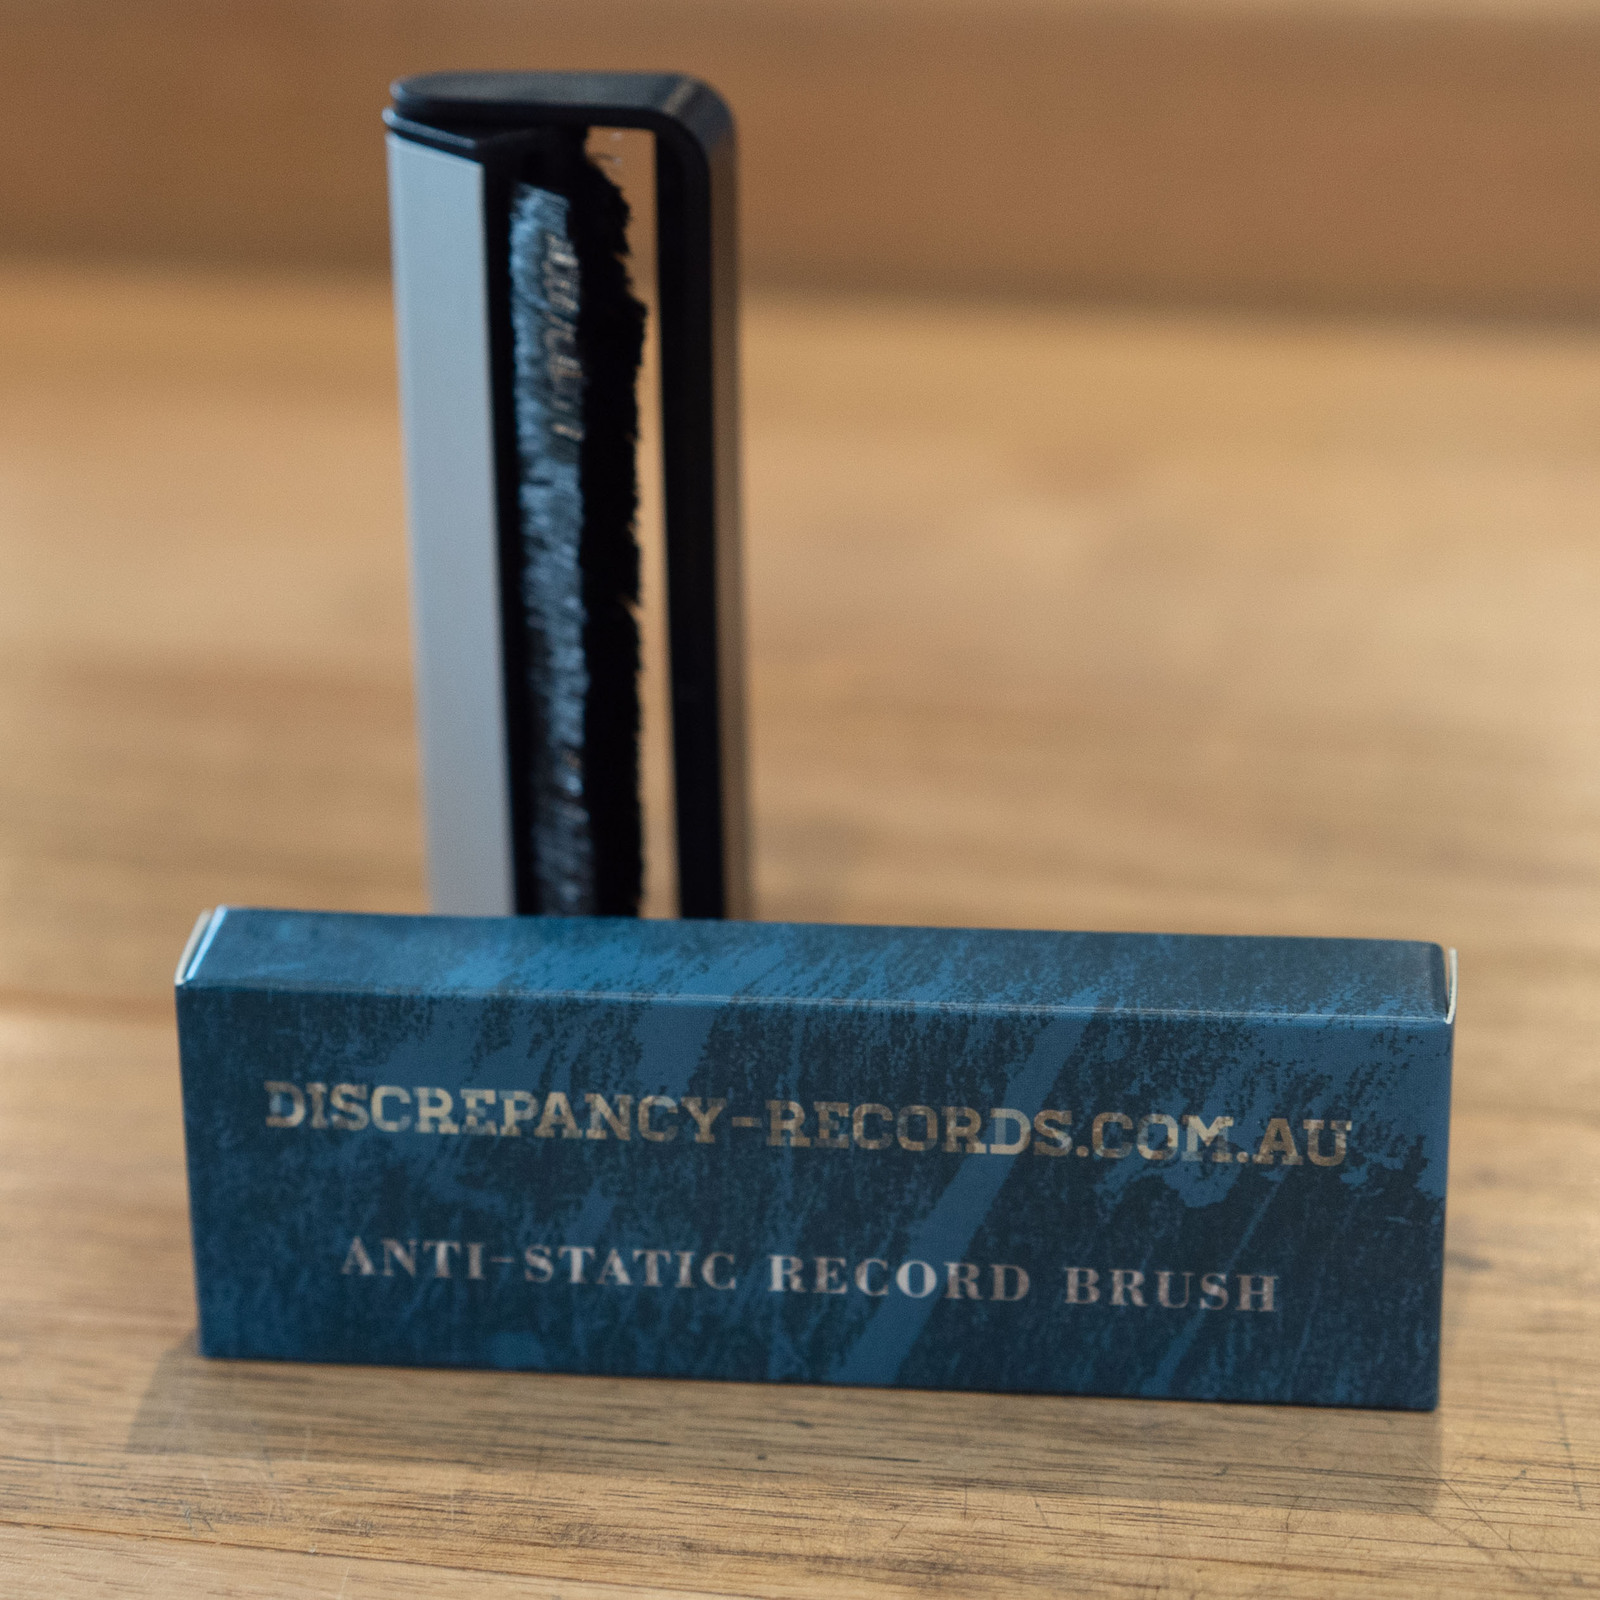 DISCREPANCY-RECORDS.COM.AU
ANTI-STATIC RECORD BRUSH